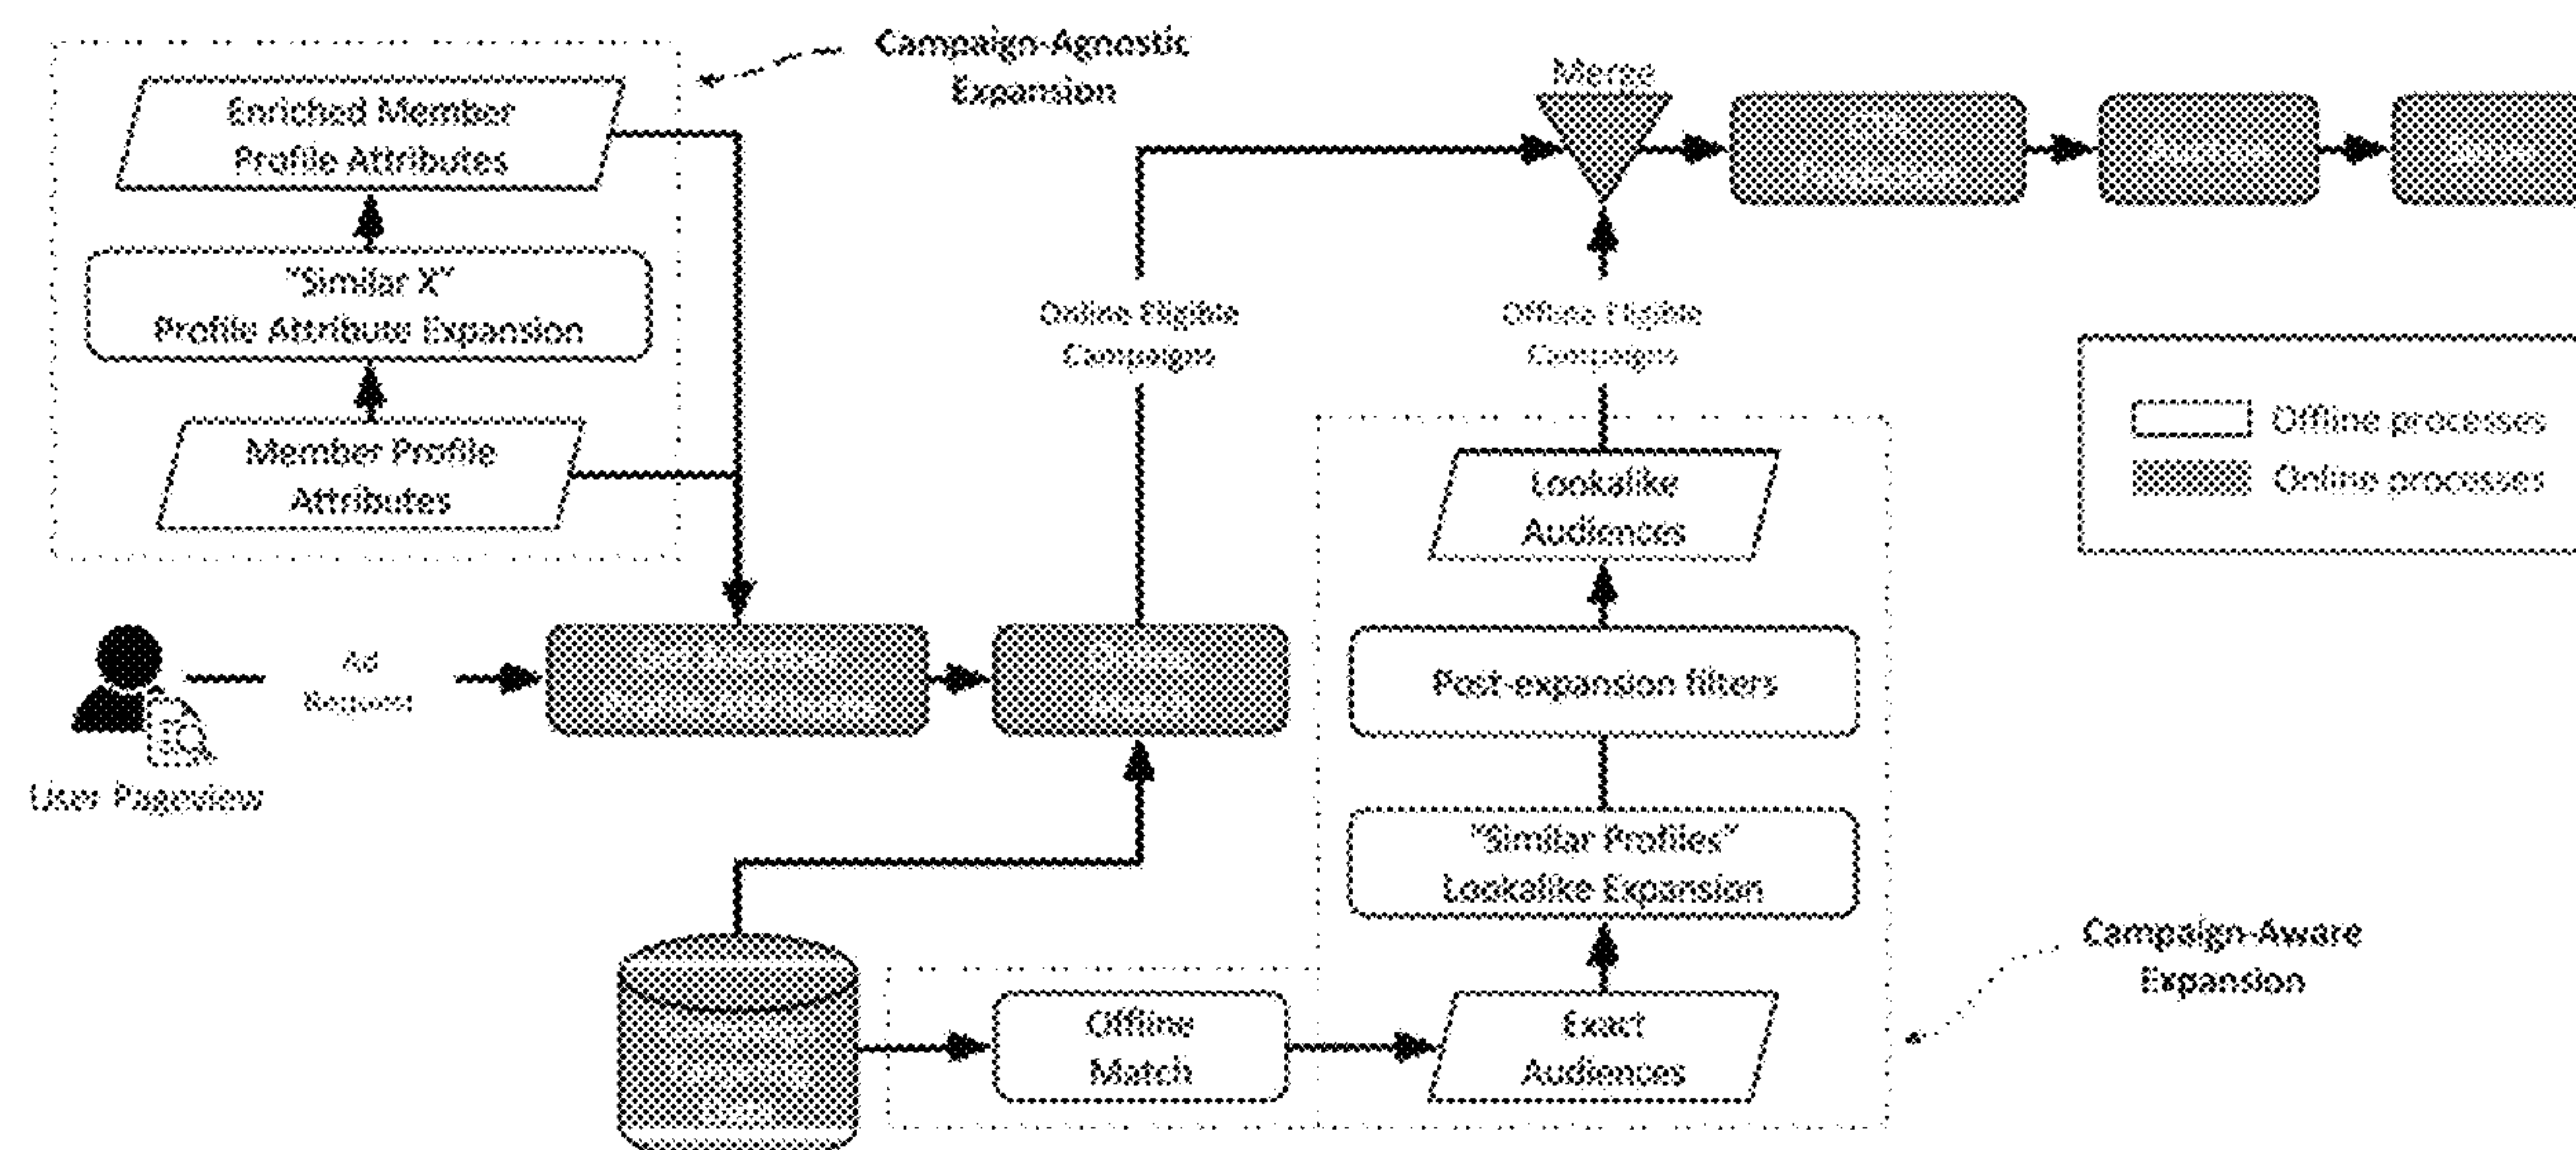 Campaign-Agnostic
Expansion
Enriched Member
Profile Attributes
"Similar X"
Profile Attribute Expansion
Member Profile
Attributes
Merge
Online Eligible
Campaigns
Offline Eligible
Campaigns
Offline processes
Online processes
Lookalike
Audiences
Ad
Request
User Pageview
Post-expansion filters
"Similar Profiles"
Lookalike Expansion
Campaign-Aware
Expansion
Offline
Match
Exact
Audiences